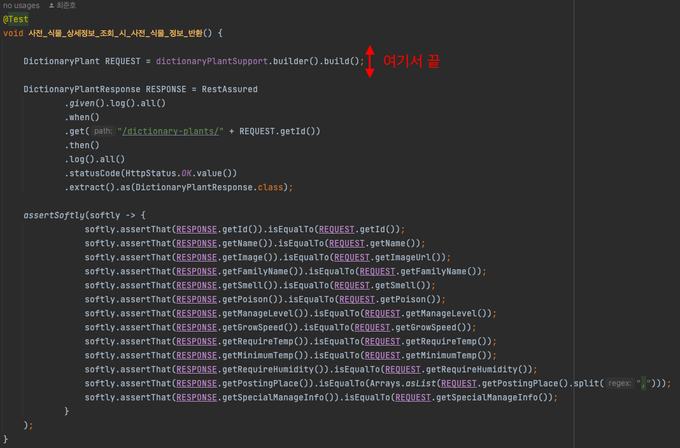 no usages 최준호
@Test
void 사전_식물_상세정보_조회_시_사전_식물_정보_반환() {
DictionaryPlant REQUEST = dictionaryPlantSupport.builder().build(); 여기서 끝
DictionaryPlantResponse RESPONSE = RestAssured
.given().log().all()
.when()
.get( path: "/dictionary-plants/" + REQUEST.getId())
.then()
.log().all()
.statusCode(HttpStatus.OK.value())
.extract().as(DictionaryPlantResponse.class);
assertSoftly(softly -> {
softly.assertThat(RESPONSE.getId()).isEqualTo(REQUEST.getId());
softly.assertThat(RESPONSE.getName()).isEqualTo(REQUEST.getName());
softly.assertThat(RESPONSE.getImage()).isEqualTo(REQUEST.getImageUrl());
softly.assertThat(RESPONSE.getFamilyName()).isEqualTo(REQUEST.getFamilyName());
softly.assertThat(RESPONSE.getSmell()).isEqualTo(REQUEST.getSmell());
softly.assertThat(RESPONSE.getPoison()).isEqualTo(REQUEST.getPoison());
softly.assertThat(RESPONSE.getManageLevel()).isEqualTo(REQUEST.getManageLevel());
softly.assertThat(RESPONSE.getGrowSpeed()).isEqualTo(REQUEST.getGrowSpeed());
softly.assertThat(RESPONSE.getRequireTemp()).isEqualTo(REQUEST.getRequireTemp());
softly.assertThat(RESPONSE.getMinimumTemp()).isEqualTo(REQUEST.getMinimumTemp());
softly.assertThat(RESPONSE.getRequireHumidity()).isEqualTo(REQUEST.getRequireHumidity());
softly.assertThat(RESPONSE.getPostingPlace()).isEqualTo(Arrays.asList(REQUEST.getPostingPlace().split( regex: ",")));
softly.assertThat(RESPONSE.getSpecialManageInfo()).isEqualTo(REQUEST.getSpecialManageInfo());
}
);
}